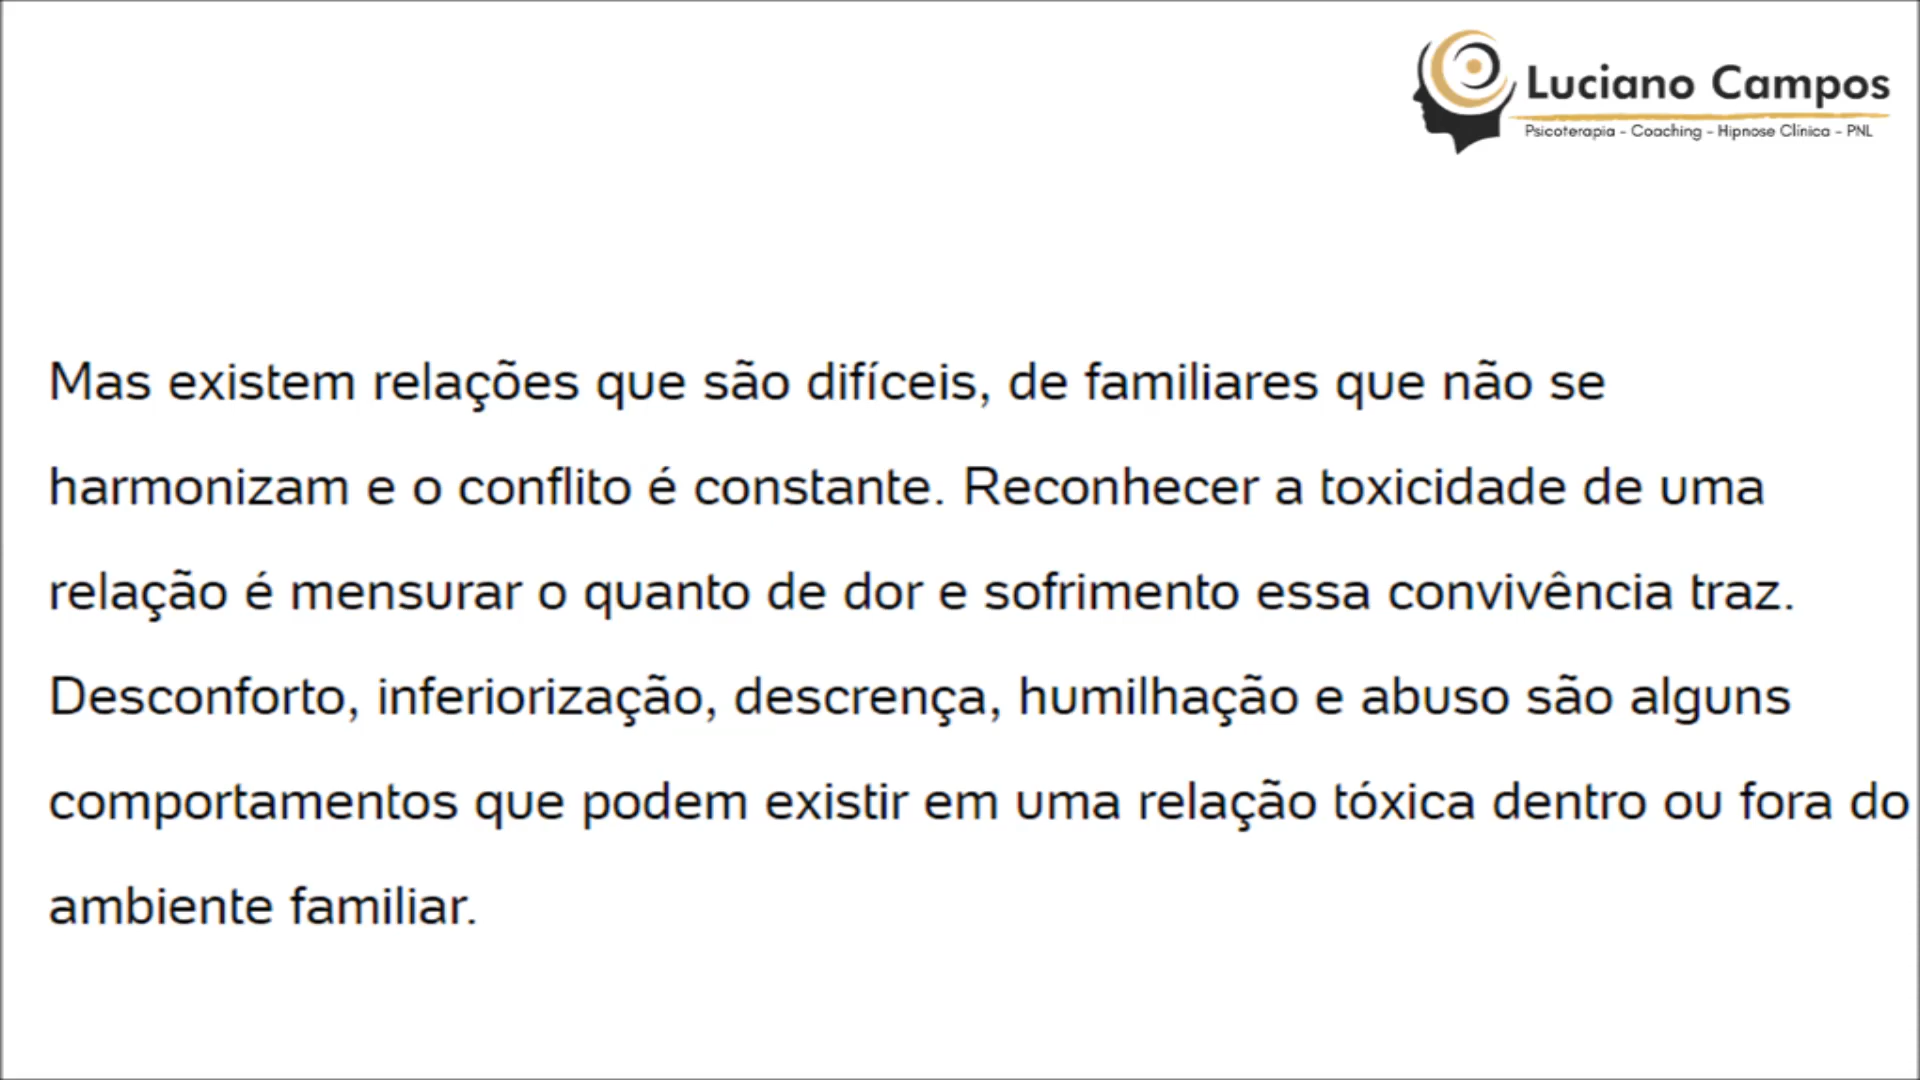 Luciano Campos
Psicoterapia - Coaching - Hipnose Clínica - PNL
Mas existem relações que são difíceis, de familiares que não se
harmonizam e o conflito é constante. Reconhecer a toxicidade de uma
relação é mensurar o quanto de dor e sofrimento essa convivência traz.
Desconforto, inferiorização, descrença, humilhação e abuso são alguns
comportamentos que podem existir em uma relação tóxica dentro ou fora do
ambiente familiar.